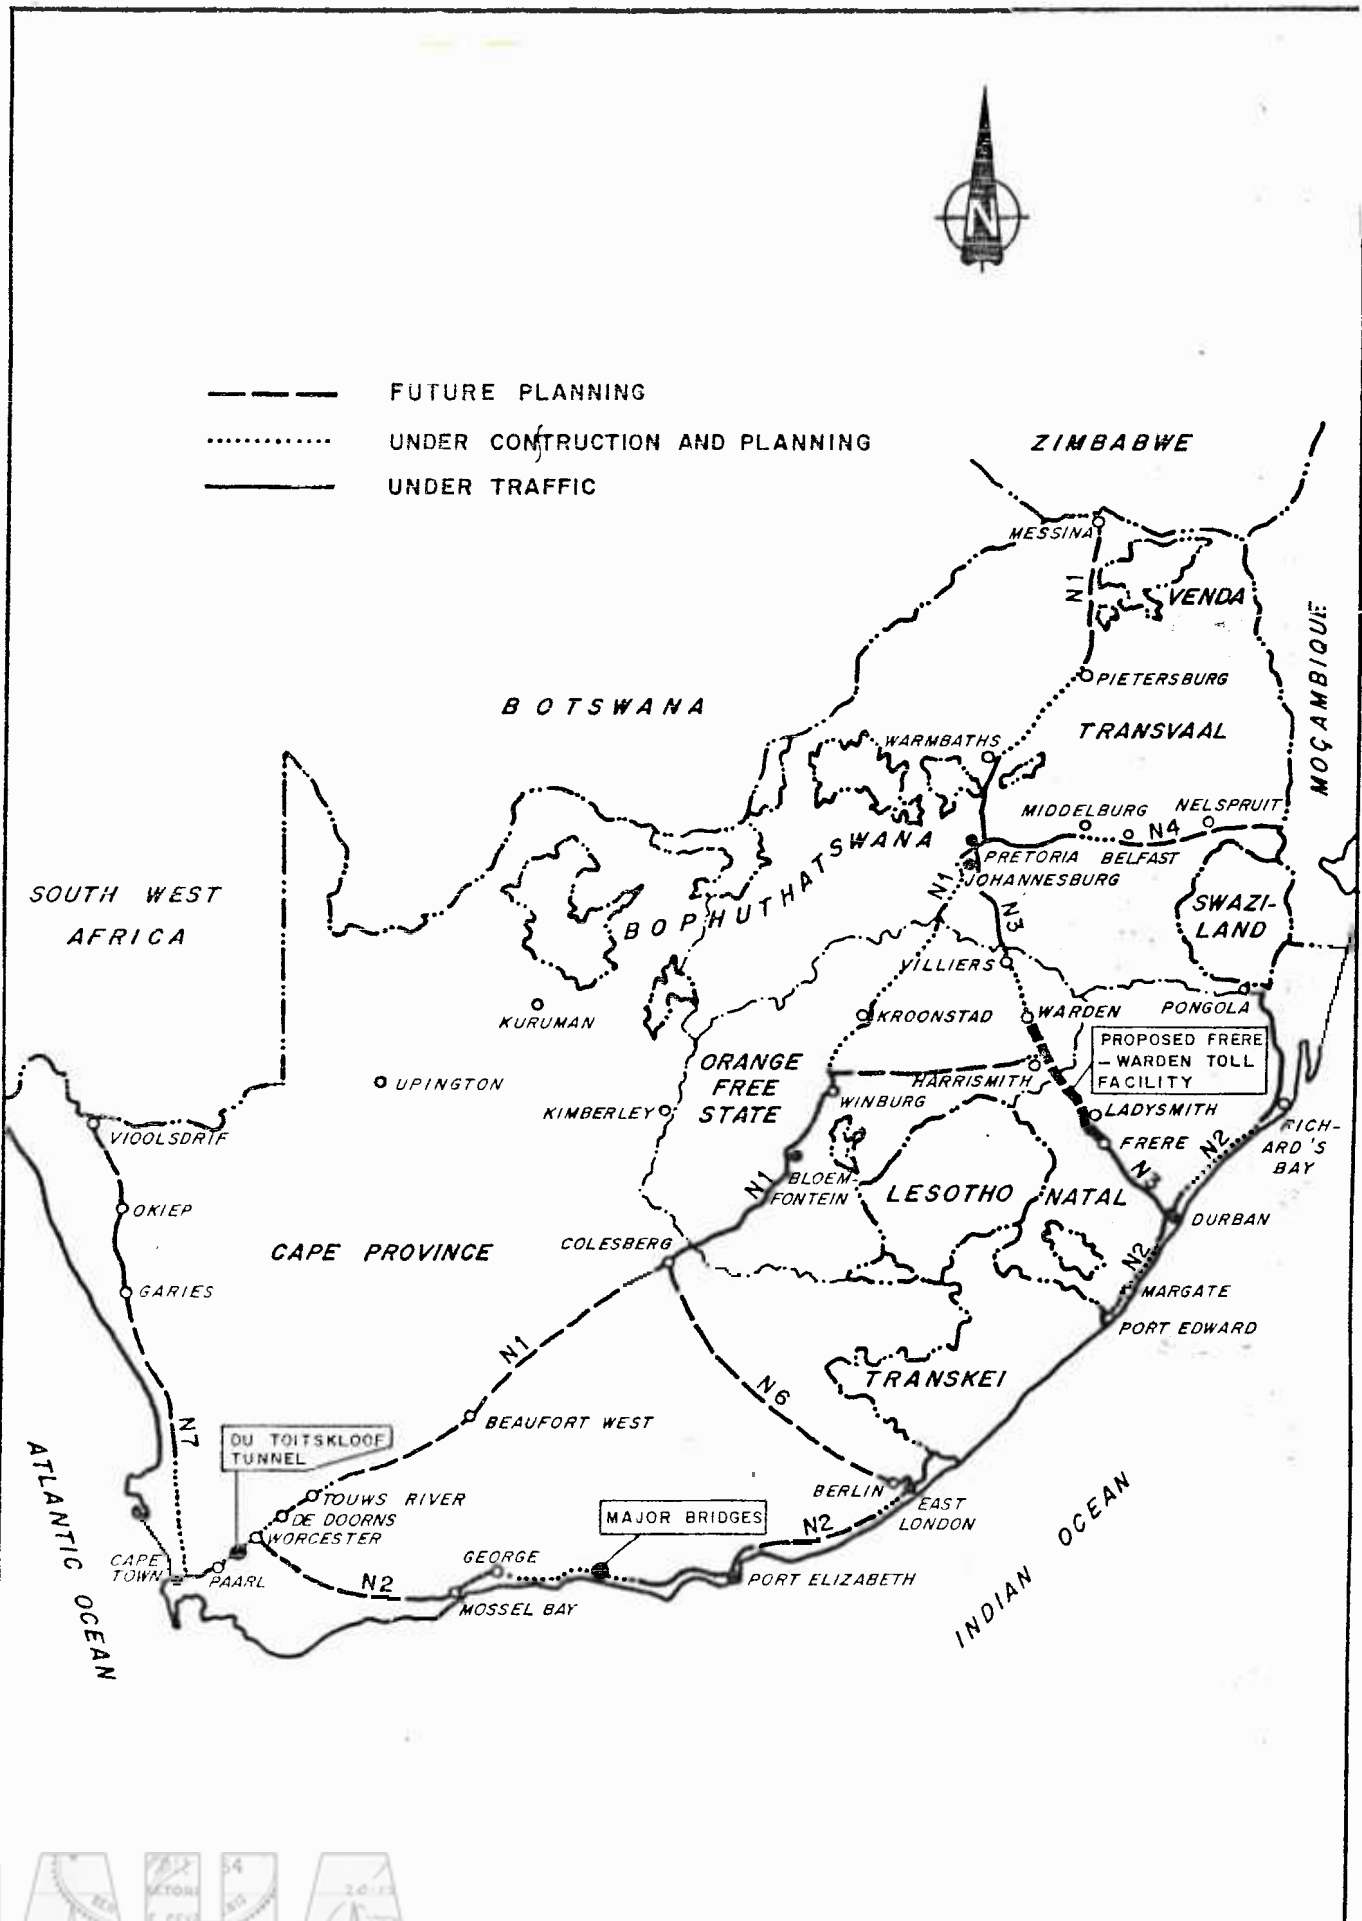 N
FUTURE PLANNING
UNDER CONTRUCTION AND PLANNING
UNDER TRAFFIC
ZIMBABWE
MESSINA
N1
VENDA
MOÇAMBIQUE
PIETERSBURG
BOTSWANA
TRANSVAAL
WARMBATHS
MIDDELBURG
NELSPRUIT
N4
BOPHUTHATSWANA
PRETORIA
BELFAST
JOHANNESBURG
N1
SOUTH WEST
AFRICA
SWAZI-
LAND
N3
VILLIERS
PONGOLA
KURUMAN
KROONSTAD
WARDEN
PROPOSED FRERE
- WARDEN TOLL
FACILITY
ORANGE
FREE
STATE
UPINGTON
HARRISMITH
WINBURG
KIMBERLEY
LADYSMITH
VIOOLSDRIF
FRERE
N2
RICH-
ARD'S
BAY
N1
BLOEM-
FONTEIN
N3
LESOTHO
NATAL
OKIEP
DURBAN
CAPE PROVINCE
COLESBERG
N2
GARIES
MARGATE
PORT EDWARD
N1
TRANSKEI
N6
N7
BEAUFORT WEST
DU TOITSKLOOF
TUNNEL
ATLANTIC OCEAN
BERLIN
TOUWS RIVER
DE DOORNS
WORCESTER
MAJOR BRIDGES
EAST
LONDON
N2
INDIAN OCEAN
CAPE
TOWN
PAARL
GEORGE
N2
PORT ELIZABETH
MOSSEL BAY